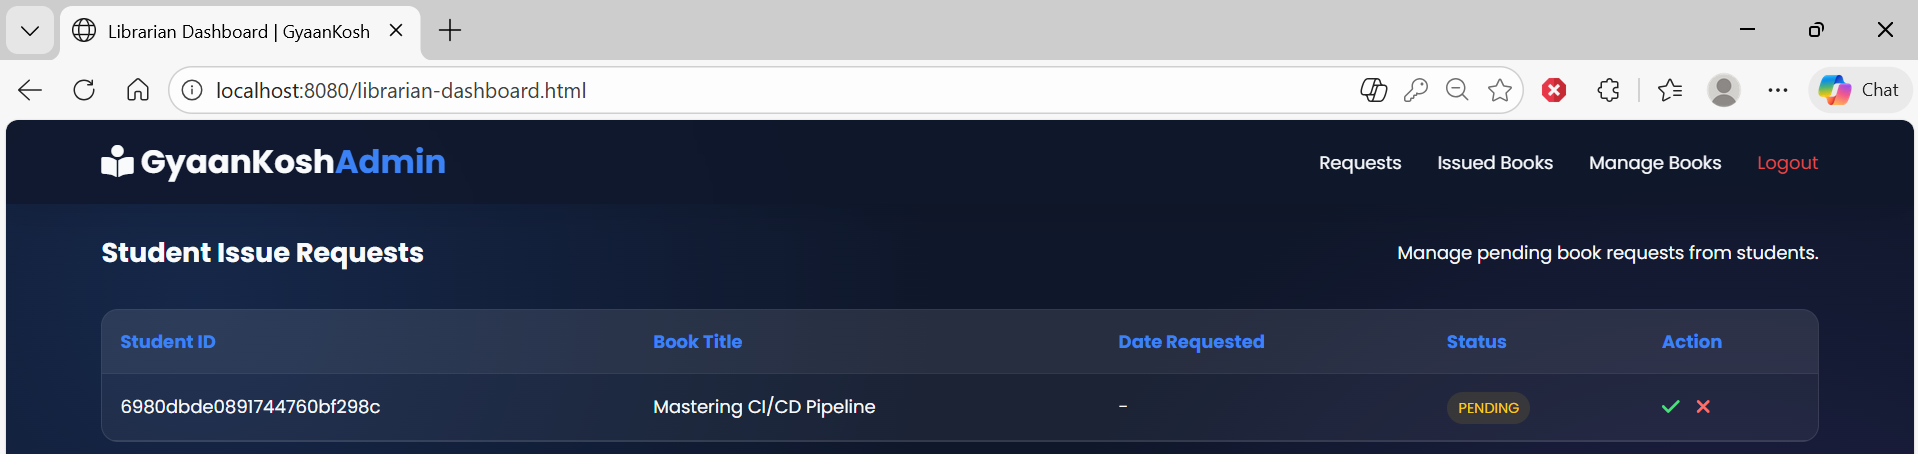 Librarian Dashboard | GyaanKosh
localhost:8080/librarian-dashboard.html
Chat
GyaanKoshAdmin
Requests Issued Books Manage Books Logout
Student Issue Requests
Manage pending book requests from students.
Student ID Book Title Date Requested Status Action
6980dbde0891744760bf298c Mastering CI/CD Pipeline - PENDING